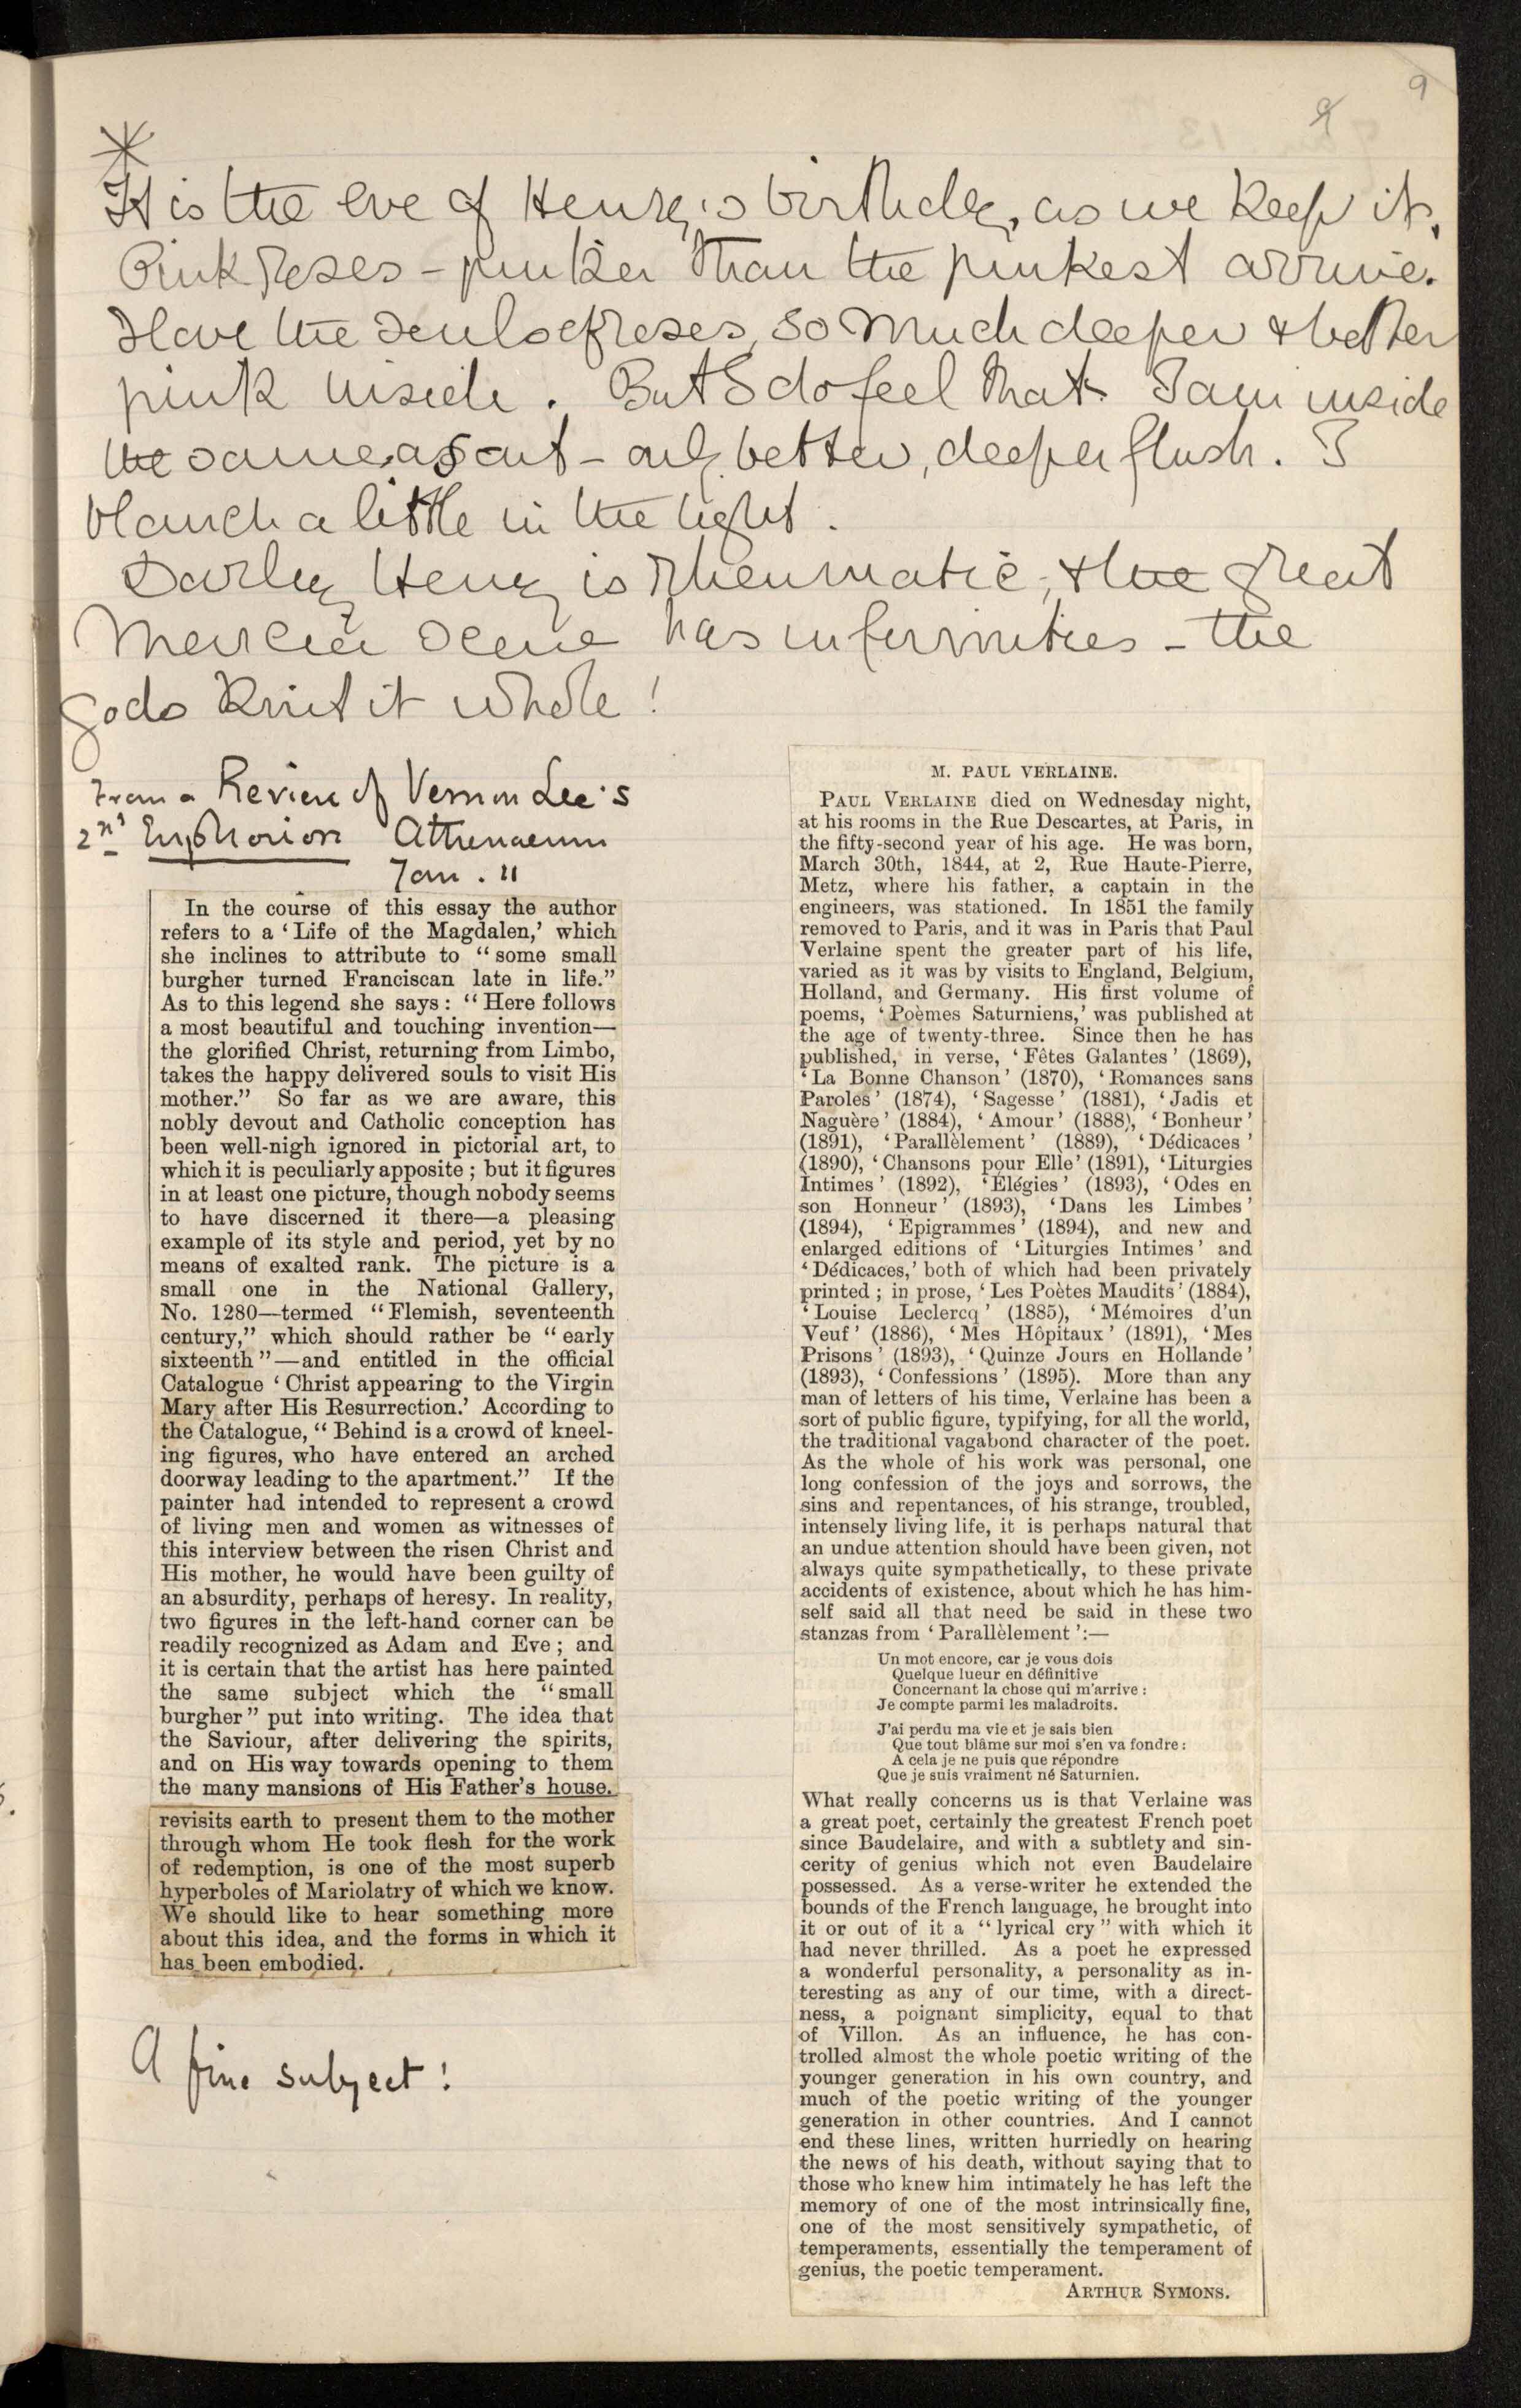 9
9
It is the eve of Henry's birthday, as we keep it.
Pink roses - pinker than the pinkest arrive.
I love the souls of roses, so much deeper & better
pink inside. But I do feel that I am inside
the same as out - only better, deeper flush. I
blanch a little in the light.
Henry is rheumatic, & the great
scene has infirmities - the
gods knit it whole!
From a Review of Vernon Lee's
2nd Euphorion Athenaeum
Jan. 11
In the course of this essay the author
refers to a ‘Life of the Magdalen,’ which
she inclines to attribute to “some small
burgher turned Franciscan late in life.”
As to this legend she says: “Here follows
a most beautiful and touching invention—
the glorified Christ, returning from Limbo,
takes the happy delivered souls to visit His
mother.” So far as we are aware, this
nobly devout and Catholic conception has
been well-nigh ignored in pictorial art, to
which it is peculiarly apposite; but it figures
in at least one picture, though nobody seems
to have discerned it there—a pleasing
example of its style and period, yet by no
means of exalted rank. The picture is a
small one in the National Gallery,
No. 1280—termed “Flemish, seventeenth
century,” which should rather be “early
sixteenth”—and entitled in the official
Catalogue ‘Christ appearing to the Virgin
Mary after His Resurrection.’ According to
the Catalogue, “Behind is a crowd of kneel-
ing figures, who have entered an arched
doorway leading to the apartment.” If the
painter had intended to represent a crowd
of living men and women as witnesses of
this interview between the risen Christ and
His mother, he would have been guilty of
an absurdity, perhaps of heresy. In reality,
two figures in the left-hand corner can be
readily recognized as Adam and Eve; and
it is certain that the artist has here painted
the same subject which the “small
burgher” put into writing. The idea that
the Saviour, after delivering the spirits,
and on His way towards opening to them
the many mansions of His Father's house.
revisits earth to present them to the mother
through whom He took flesh for the work
of redemption, is one of the most superb
hyperboles of Mariolatry of which we know.
We should like to hear something more
about this idea, and the forms in which it
has been embodied.
A fine subject!
M. PAUL VERLAINE.
PAUL VERLAINE died on Wednesday night,
at his rooms in the Rue Descartes, at Paris, in
the fifty-second year of his age. He was born,
March 30th, 1844, at 2, Rue Haute-Pierre,
Metz, where his father, a captain in the
engineers, was stationed. In 1851 the family
removed to Paris, and it was in Paris that Paul
Verlaine spent the greater part of his life,
varied as it was by visits to England, Belgium,
Holland, and Germany. His first volume of
poems, ‘Poèmes Saturniens,’ was published at
the age of twenty-three. Since then he has
published, in verse, ‘Fêtes Galantes’ (1869),
‘La Bonne Chanson’ (1870), ‘Romances sans
Paroles’ (1874), ‘Sagesse’ (1881), ‘Jadis et
Naguère’ (1884), ‘Amour’ (1888), ‘Bonheur’
(1891), ‘Parallèlement’ (1889), ‘Dédicaces’
(1890), ‘Chansons pour Elle’ (1891), ‘Liturgies
Intimes’ (1892), ‘Élégies’ (1893), ‘Odes en
son Honneur’ (1893), ‘Dans les Limbes’
(1894), ‘Epigrammes’ (1894), and new and
enlarged editions of ‘Liturgies Intimes’ and
‘Dédicaces,’ both of which had been privately
printed; in prose, ‘Les Poètes Maudits’ (1884),
‘Louise Leclercq’ (1885), ‘Mémoires d'un
Veuf’ (1886), ‘Mes Hôpitaux’ (1891), ‘Mes
Prisons’ (1893), ‘Quinze Jours en Hollande’
(1893), ‘Confessions’ (1895). More than any
man of letters of his time, Verlaine has been a
sort of public figure, typifying, for all the world,
the traditional vagabond character of the poet.
As the whole of his work was personal, one
long confession of the joys and sorrows, the
sins and repentances, of his strange, troubled,
intensely living life, it is perhaps natural that
an undue attention should have been given, not
always quite sympathetically, to these private
accidents of existence, about which he has him-
self said all that need be said in these two
stanzas from ‘Parallèlement’:—
Un mot encore, car je vous dois
Quelque lueur en définitive
Concernant la chose qui m'arrive:
Je compte parmi les maladroits.
J'ai perdu ma vie et je sais bien
Que tout blâme sur moi s'en va fondre:
A cela je ne puis que répondre
Que je suis vraiment né Saturnien.
What really concerns us is that Verlaine was
a great poet, certainly the greatest French poet
since Baudelaire, and with a subtlety and sin-
cerity of genius which not even Baudelaire
possessed. As a verse-writer he extended the
bounds of the French language, he brought into
it or out of it a “lyrical cry” with which it
had never thrilled. As a poet he expressed
a wonderful personality, a personality as in-
teresting as any of our time, with a direct-
ness, a poignant simplicity, equal to that
of Villon. As an influence, he has con-
trolled almost the whole poetic writing of the
younger generation in his own country, and
much of the poetic writing of the younger
generation in other countries. And I cannot
end these lines, written hurriedly on hearing
the news of his death, without saying that to
those who knew him intimately he has left the
memory of one of the most intrinsically fine,
one of the most sensitively sympathetic, of
temperaments, essentially the temperament of
genius, the poetic temperament.
ARTHUR SYMONS.